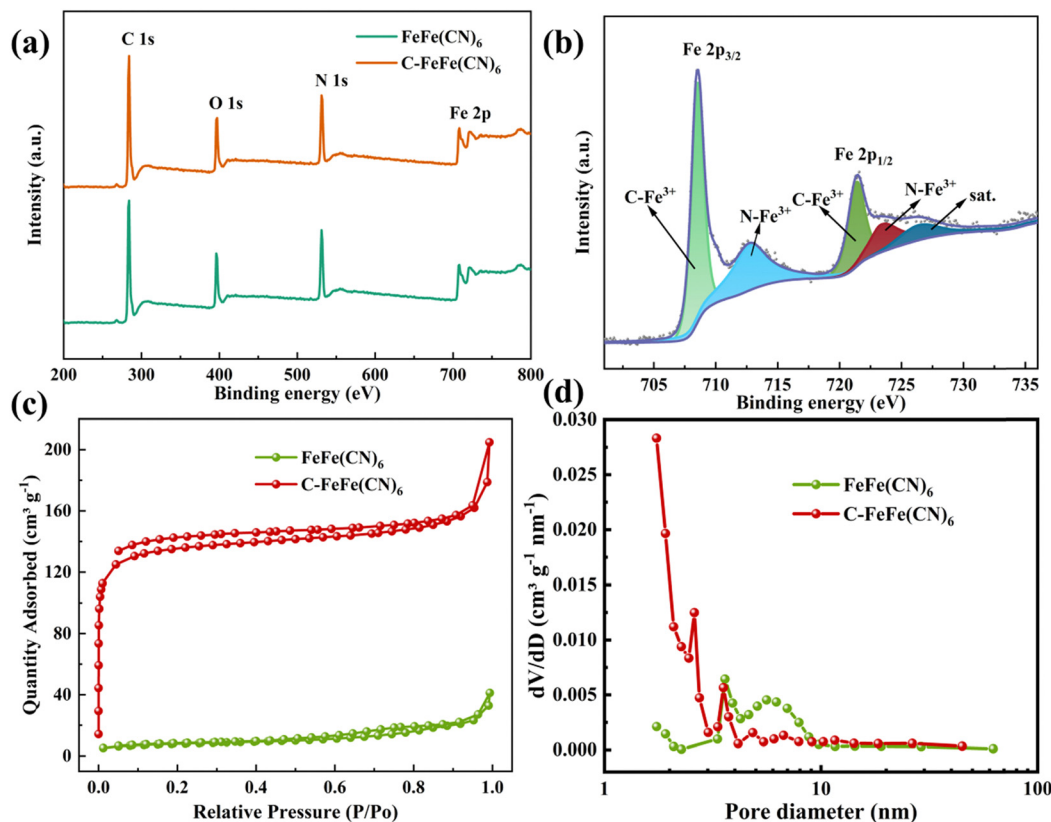 (a)
C 1s
O 1s
N 1s
Fe 2p
FeFe(CN)₆
C-FeFe(CN)₆
Intensity (a.u.)
200 300 400 500 600 700 800
Binding energy (eV)
(b)
Fe 2p₃/₂
Fe 2p₁/₂
C-Fe³⁺
N-Fe³⁺
C-Fe³⁺
N-Fe³⁺
sat.
Intensity (a.u.)
705 710 715 720 725 730 735
Binding energy (eV)
(c)
FeFe(CN)₆
C-FeFe(CN)₆
Quantity Adsorbed (cm³ g⁻¹)
200
160
120
80
40
0
0.0 0.2 0.4 0.6 0.8 1.0
Relative Pressure (P/Po)
(d)
FeFe(CN)₆
C-FeFe(CN)₆
dV/dD (cm³ g⁻¹ nm⁻¹)
0.030
0.025
0.020
0.015
0.010
0.005
0.000
1 10 100
Pore diameter (nm)